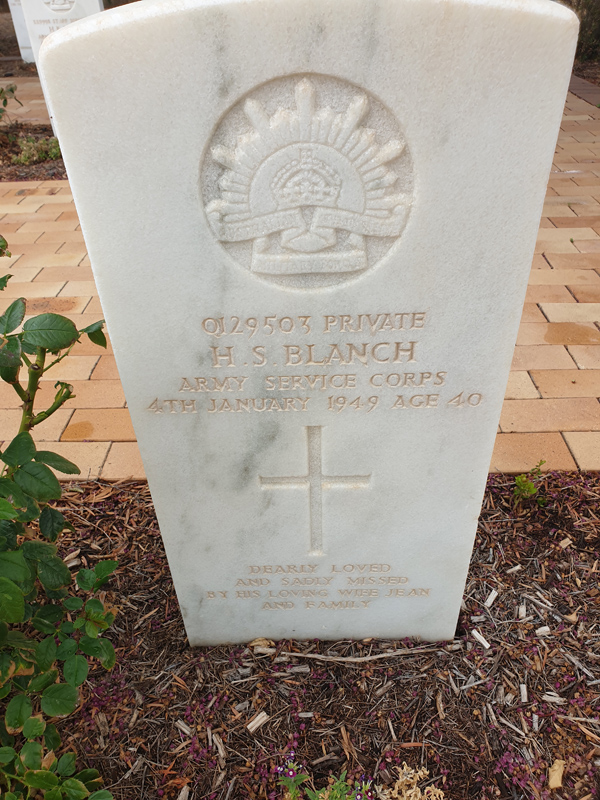 Q129503 PRIVATE
H. S. BLANCH
ARMY SERVICE CORPS
4TH JANUARY 1949 AGE 40
DEARLY LOVED
AND SADLY MISSED
BY HIS LOVING WIFE JEAN
AND FAMILY